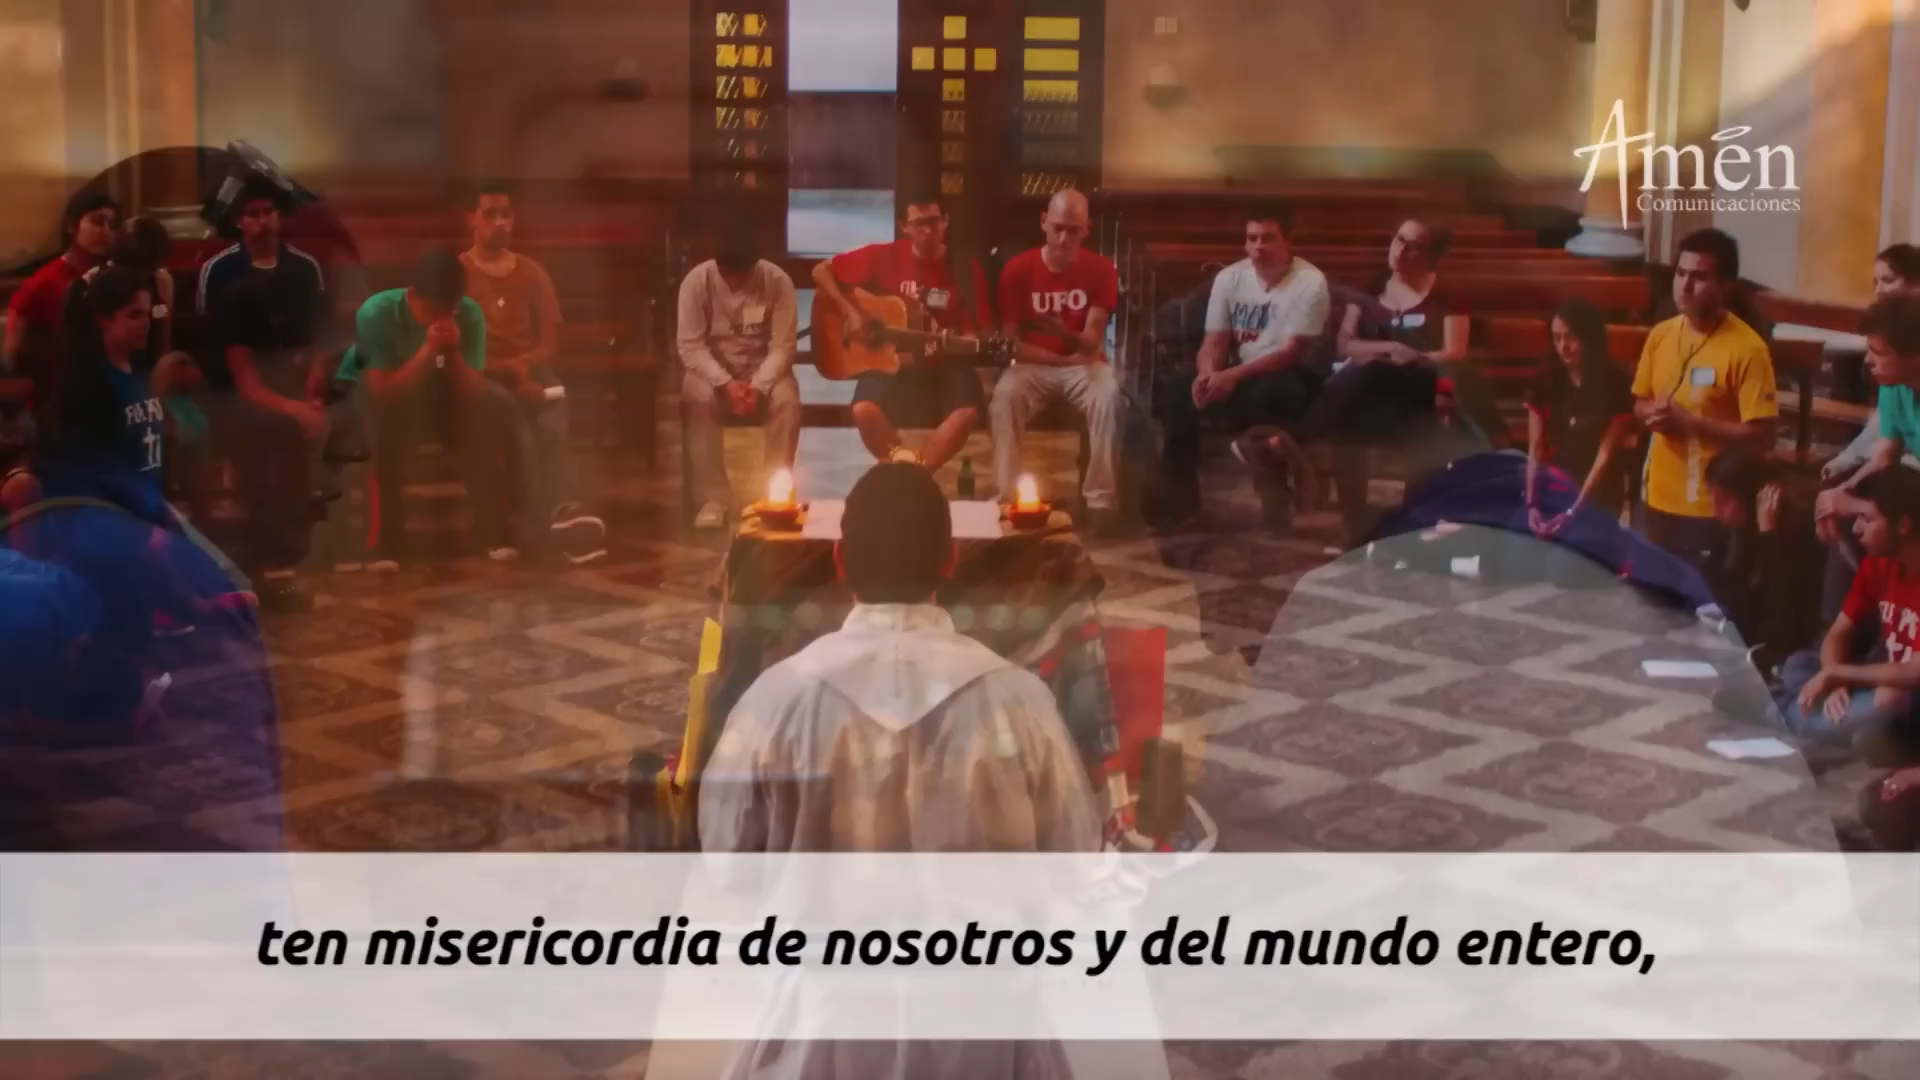 Amén
Comunicaciones
UFO
ten misericordia de nosotros y del mundo entero,